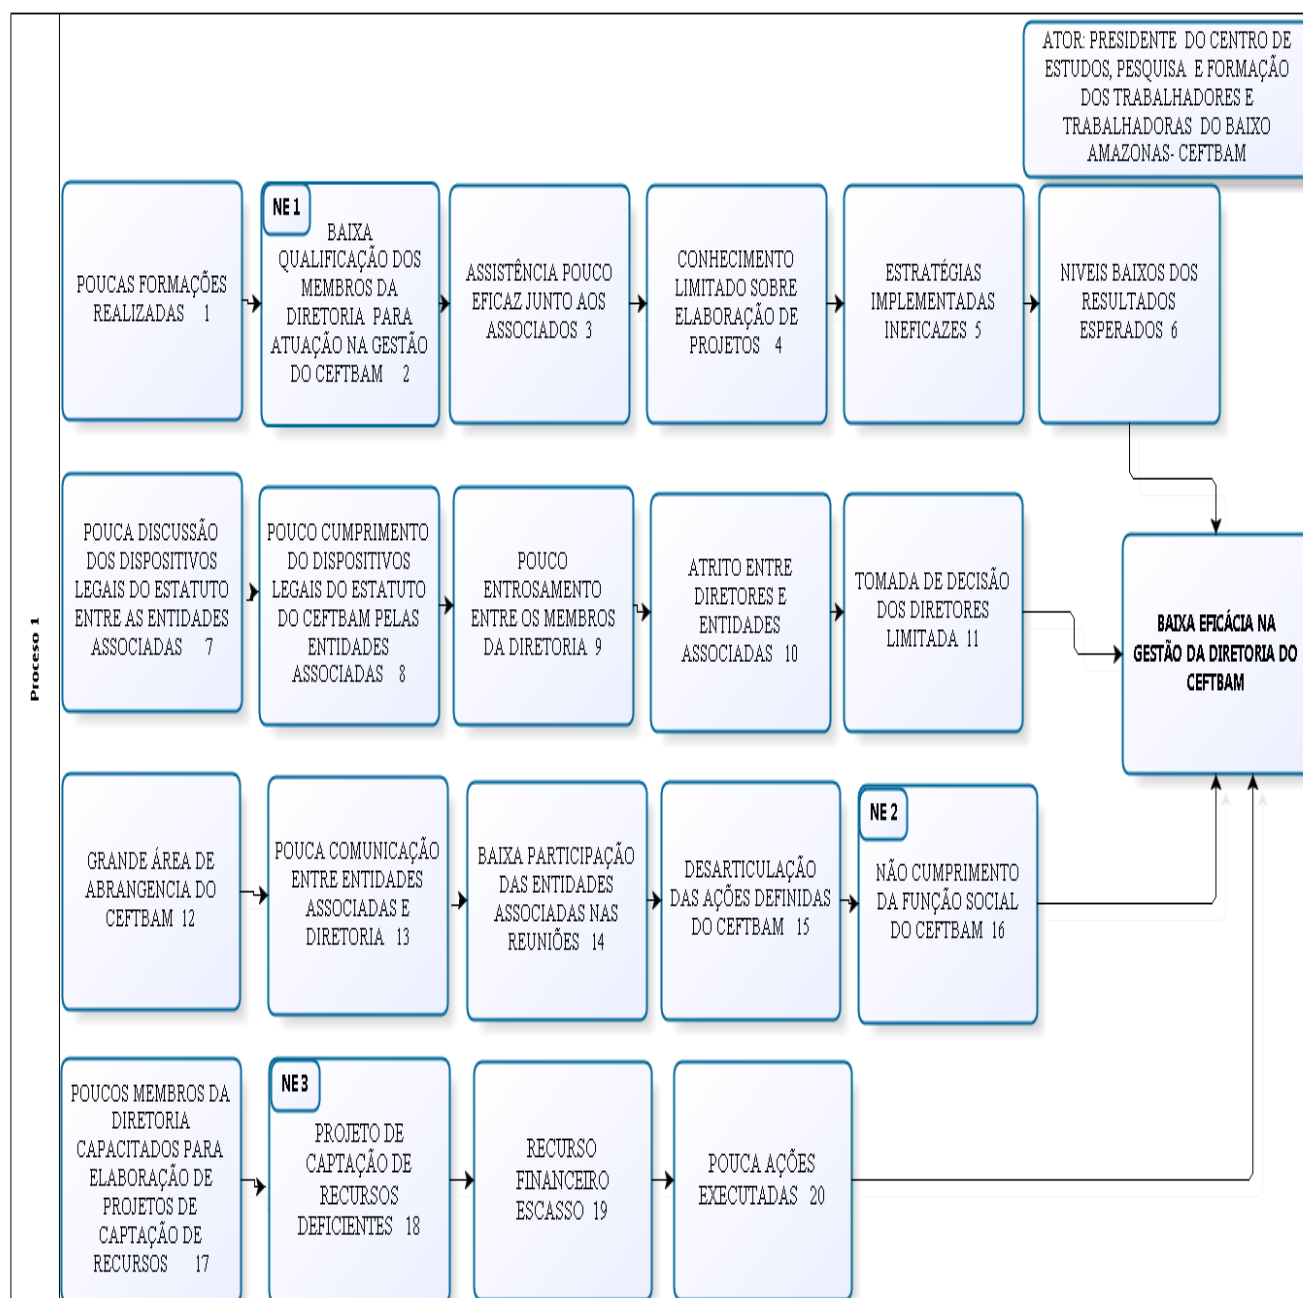 ATOR: PRESIDENTE DO CENTRO DE
ESTUDOS, PESQUISA E FORMAÇÃO
DOS TRABALHADORES E
TRABALHADORAS DO BAIXO
AMAZONAS- CEFTBAM
Proceso 1
POUCAS FORMAÇÕES
REALIZADAS 1
NE 1
BAIXA
QUALIFICAÇÃO DOS
MEMBROS DA
DIRETORIA PARA
ATUAÇÃO NA GESTÃO
DO CEFTBAM 2
ASSISTÊNCIA POUCO
EFICAZ JUNTO AOS
ASSOCIADOS 3
CONHECIMENTO
LIMITADO SOBRE
ELABORAÇÃO DE
PROJETOS 4
ESTRATÉGIAS
IMPLEMENTADAS
INEFICAZES 5
NIVEIS BAIXOS DOS
RESULTADOS
ESPERADOS 6
POUCA DISCUSSÃO
DOS DISPOSITIVOS
LEGAIS DO ESTATUTO
ENTRE AS ENTIDADES
ASSOCIADAS 7
POUCO CUMPRIMENTO
DO DISPOSITIVOS
LEGAIS DO ESTATUTO
DO CEFTBAM PELAS
ENTIDADES
ASSOCIADAS 8
POUCO
ENTROSAMENTO
ENTRE OS MEMBROS
DA DIRETORIA 9
ATRITO ENTRE
DIRETORES E
ENTIDADES
ASSOCIADAS 10
TOMADA DE DECISÃO
DOS DIRETORES
LIMITADA 11
BAIXA EFICÁCIA NA
GESTÃO DA DIRETORIA DO
CEFTBAM
GRANDE ÁREA DE
ABRANGENCIA DO
CEFTBAM 12
POUCA COMUNICAÇÃO
ENTRE ENTIDADES
ASSOCIADAS E
DIRETORIA 13
BAIXA PARTICIPAÇÃO
DAS ENTIDADES
ASSOCIADAS NAS
REUNIÕES 14
DESARTICULAÇÃO
DAS AÇÕES DEFINIDAS
DO CEFTBAM 15
NE 2
NÃO CUMPRIMENTO
DA FUNÇÃO SOCIAL
DO CEFTBAM 16
POUCOS MEMBROS DA
DIRETORIA
CAPACITADOS PARA
ELABORAÇÃO DE
PROJETOS DE
CAPTAÇÃO DE
RECURSOS 17
NE 3
PROJETO DE
CAPTAÇÃO DE
RECURSOS
DEFICIENTES 18
RECURSO
FINANCEIRO
ESCASSO 19
POUCA AÇÕES
EXECUTADAS 20